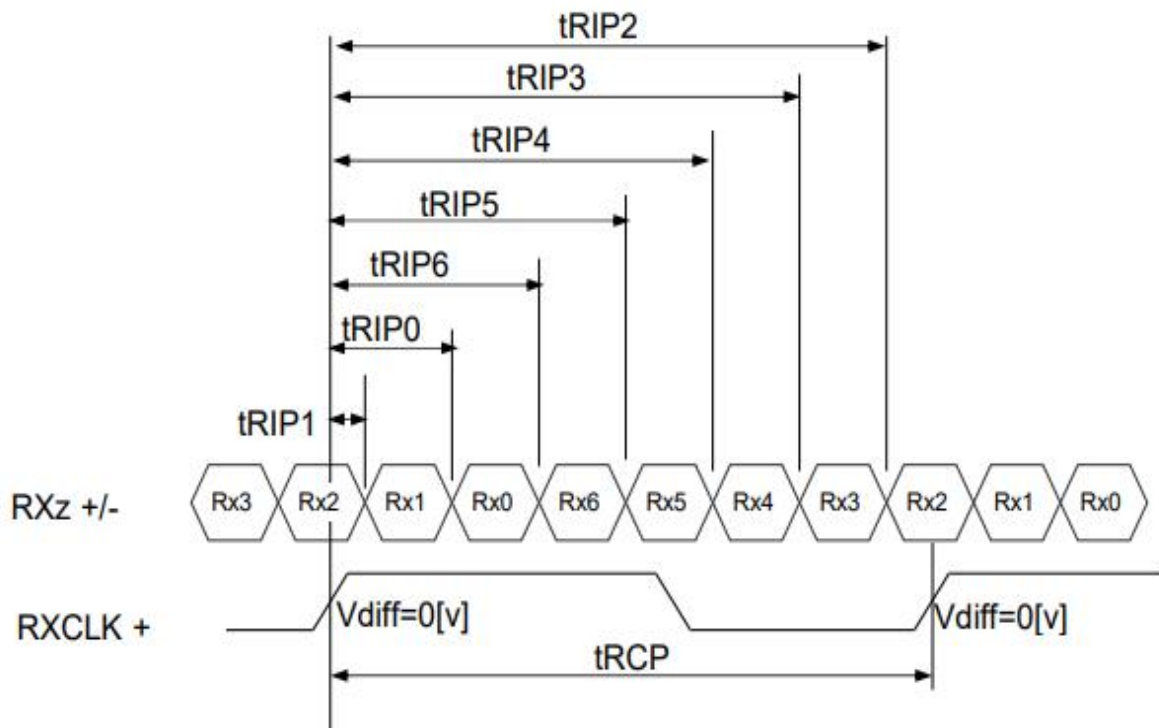 tRIP2
tRIP3
tRIP4
tRIP5
tRIP6
tRIP0
tRIP1
RXz +/- Rx3 Rx2 Rx1 Rx0 Rx6 Rx5 Rx4 Rx3 Rx2 Rx1 Rx0
RXCLK + Vdiff=0[v] Vdiff=0[v]
tRCP